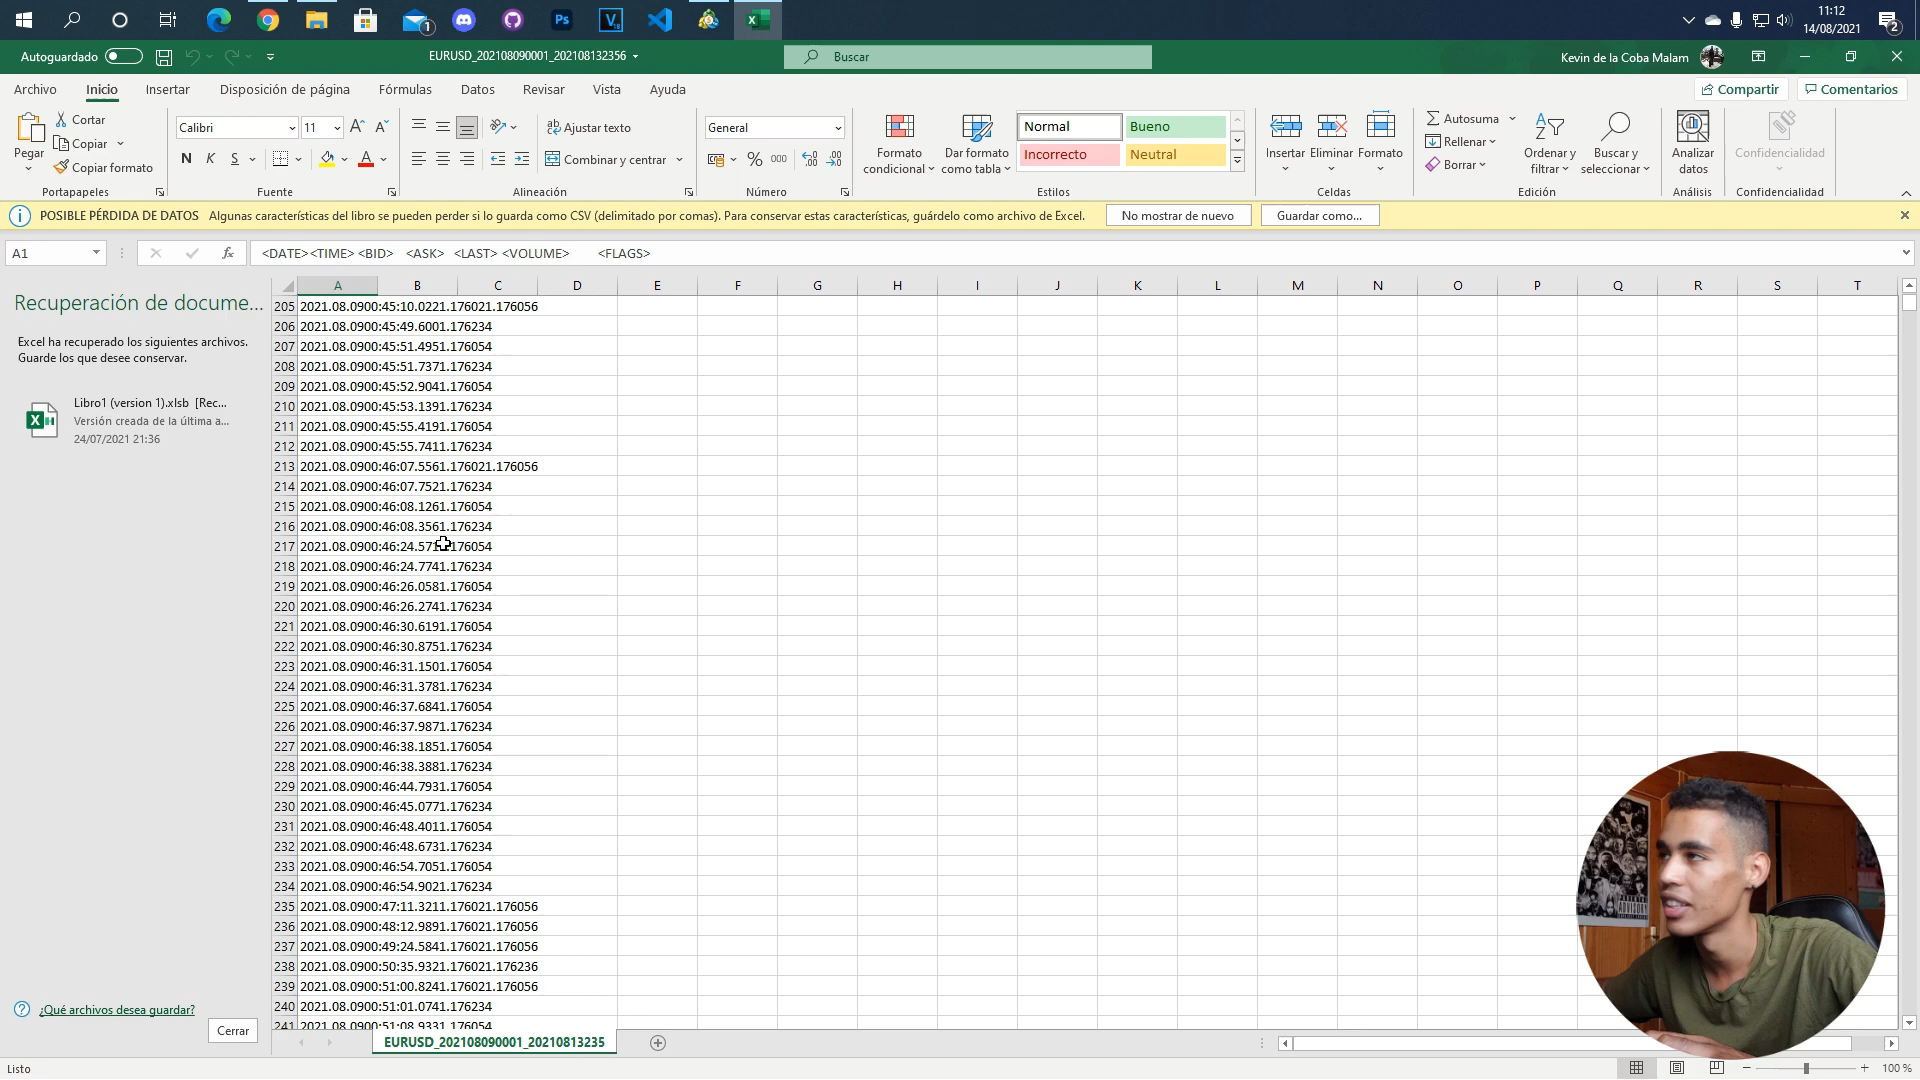 11:12
14/08/2021
2
1
Autoguardado
EURUSD_202108090001_202108132356
Buscar
Kevin de la Coba Malam
Archivo Inicio Insertar Disposición de página Fórmulas Datos Revisar Vista Ayuda
Compartir Comentarios
Pegar
Cortar
Copiar
Copiar formato
Portapapeles
Calibri 11
N K S
Fuente
Ajustar texto
Combinar y centrar
Alineación
General
% 000
Número
Formato condicional
Dar formato como tabla
Normal Bueno
Incorrecto Neutral
Estilos
Insertar Eliminar Formato
Celdas
Autosuma
Rellenar
Borrar
Ordenar y filtrar
Buscar y seleccionar
Edición
Analizar datos
Análisis
Confidencialidad
Confidencialidad
POSIBLE PÉRDIDA DE DATOS Algunas características del libro se pueden perder si lo guarda como CSV (delimitado por comas). Para conservar estas características, guárdelo como archivo de Excel. No mostrar de nuevo Guardar como...
A1 fx <DATE> <TIME> <BID> <ASK> <LAST> <VOLUME> <FLAGS>
Recuperación de docume...
Excel ha recuperado los siguientes archivos.
Guarde los que desee conservar.
Libro1 (version 1).xlsb [Rec...
Versión creada de la última a...
24/07/2021 21:36
¿Qué archivos desea guardar?
Cerrar
A B C D E F G H I J K L M N O P Q R S T
205 2021.08.0900:45:10.0221.176021.176056
206 2021.08.0900:45:49.6001.176234
207 2021.08.0900:45:51.4951.176054
208 2021.08.0900:45:51.7371.176234
209 2021.08.0900:45:52.9041.176054
210 2021.08.0900:45:53.1391.176234
211 2021.08.0900:45:55.4191.176054
212 2021.08.0900:45:55.7411.176234
213 2021.08.0900:46:07.5561.176021.176056
214 2021.08.0900:46:07.7521.176234
215 2021.08.0900:46:08.1261.176054
216 2021.08.0900:46:08.3561.176234
217 2021.08.0900:46:24.571 176054
218 2021.08.0900:46:24.7741.176234
219 2021.08.0900:46:26.0581.176054
220 2021.08.0900:46:26.2741.176234
221 2021.08.0900:46:30.6191.176054
222 2021.08.0900:46:30.8751.176234
223 2021.08.0900:46:31.1501.176054
224 2021.08.0900:46:31.3781.176234
225 2021.08.0900:46:37.6841.176054
226 2021.08.0900:46:37.9871.176234
227 2021.08.0900:46:38.1851.176054
228 2021.08.0900:46:38.3881.176234
229 2021.08.0900:46:44.7931.176054
230 2021.08.0900:46:45.0771.176234
231 2021.08.0900:46:48.4011.176054
232 2021.08.0900:46:48.6731.176234
233 2021.08.0900:46:54.7051.176054
234 2021.08.0900:46:54.9021.176234
235 2021.08.0900:47:11.3211.176021.176056
236 2021.08.0900:48:12.9891.176021.176056
237 2021.08.0900:49:24.5841.176021.176056
238 2021.08.0900:50:35.9321.176021.176236
239 2021.08.0900:51:00.8241.176021.176056
240 2021.08.0900:51:01.0741.176234
241 2021.08.0900:51:08.9331.176054
EURUSD_202108090001_20210813235
Listo
100 %